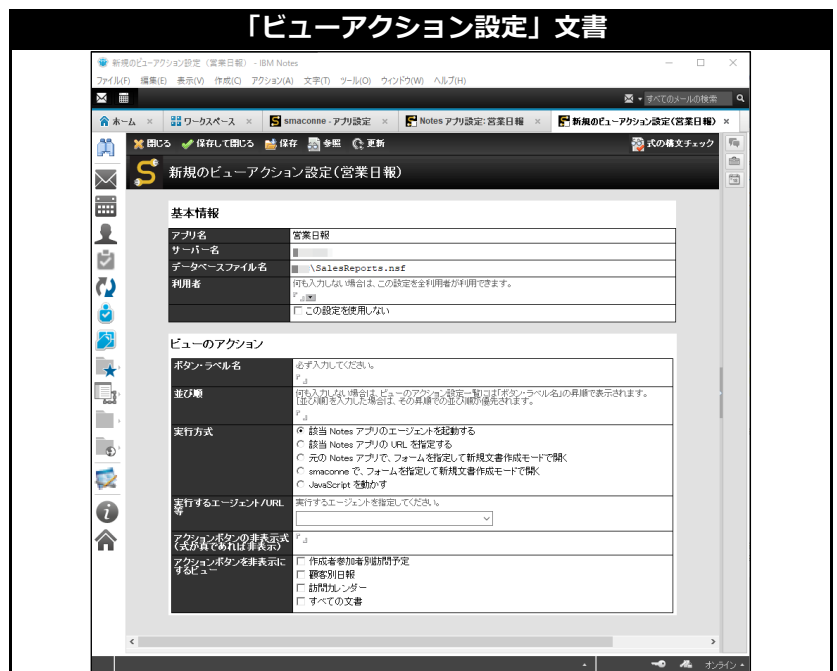 「ビューアクション設定」文書
新規のビューアクション設定（営業日報） - IBM Notes
ファイル(F) 編集(E) 表示(V) 作成(C) アクション(A) 文字(T) ツール(O) ウィンドウ(W) ヘルプ(H)
すべてのメールの検索
ホーム × ワークスペース × smaconne - アプリ設定 × Notes アプリ設定: 営業日報 × 新規のビューアクション設定(営業日報) ×
閉じる 保存して閉じる 保存 参照 更新 式の構文チェック
新規のビューアクション設定(営業日報)
基本情報
アプリ名 営業日報
サーバー名
データベースファイル名 \SalesReports.nsf
利用者 何も入力しない場合は、この設定を全利用者が利用できます。
この設定を使用しない
ビューのアクション
ボタン・ラベル名 必ず入力してください。
並び順 何も入力しない場合は、ビューのアクション設定一覧には「ボタン・ラベル名」の昇順で表示されます。
[並び順]を入力した場合は、その昇順での並び順が優先されます。
実行方式 該当 Notes アプリのエージェントを起動する
該当 Notes アプリの URL を指定する
元の Notes アプリで、フォームを指定して新規文書作成モードで開く
smaconne で、フォームを指定して新規文書作成モードで開く
JavaScript を動かす
実行するエージェント/URL 実行するエージェントを指定してください。
等
アクションボタンの非表示式
(式が真であれば非表示)
アクションボタンを非表示に 作成者参加者別訪問予定
するビュー 顧客別日報
訪問カレンダー
すべての文書
オンライン